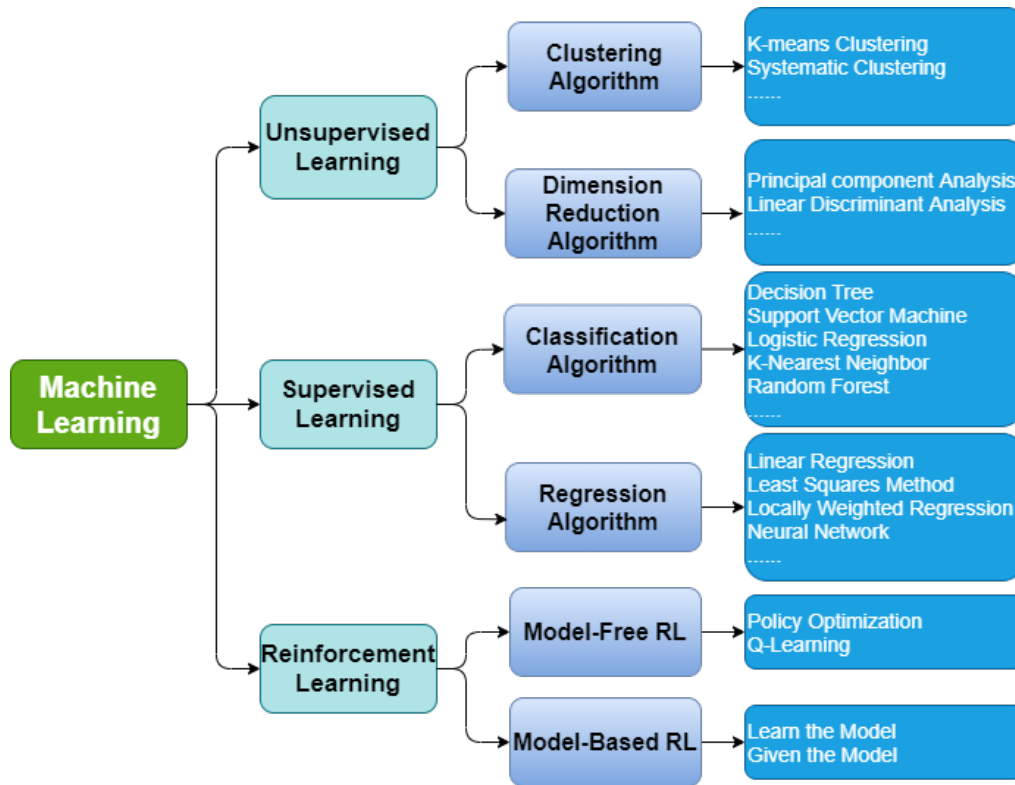 Machine
Learning
Unsupervised
Learning
Clustering
Algorithm
K-means Clustering
Systematic Clustering
------
Dimension
Reduction
Algorithm
Principal component Analysis
Linear Discriminant Analysis
------
Supervised
Learning
Classification
Algorithm
Decision Tree
Support Vector Machine
Logistic Regression
K-Nearest Neighbor
Random Forest
------
Regression
Algorithm
Linear Regression
Least Squares Method
Locally Weighted Regression
Neural Network
------
Reinforcement
Learning
Model-Free RL
Policy Optimization
Q-Learning
Model-Based RL
Learn the Model
Given the Model